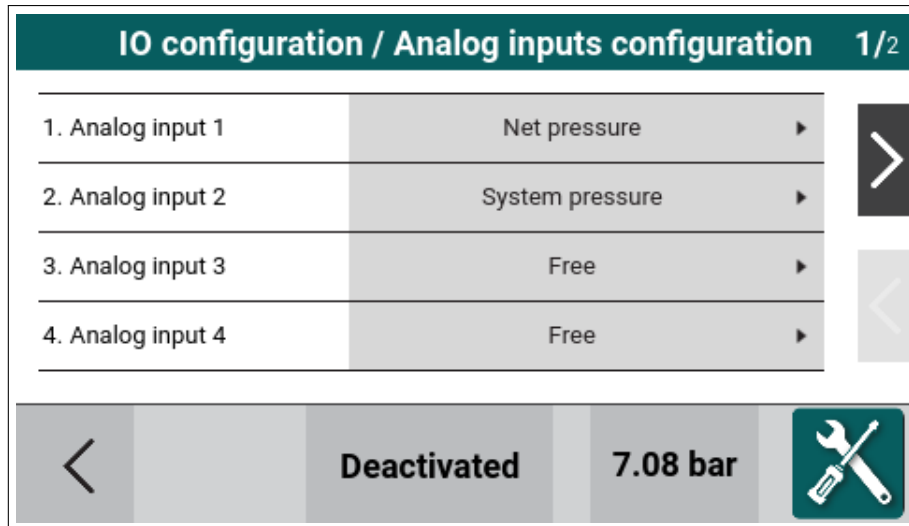 IO configuration / Analog inputs configuration 1/2
1. Analog input 1 Net pressure
2. Analog input 2 System pressure
3. Analog input 3 Free
4. Analog input 4 Free
Deactivated 7.08 bar